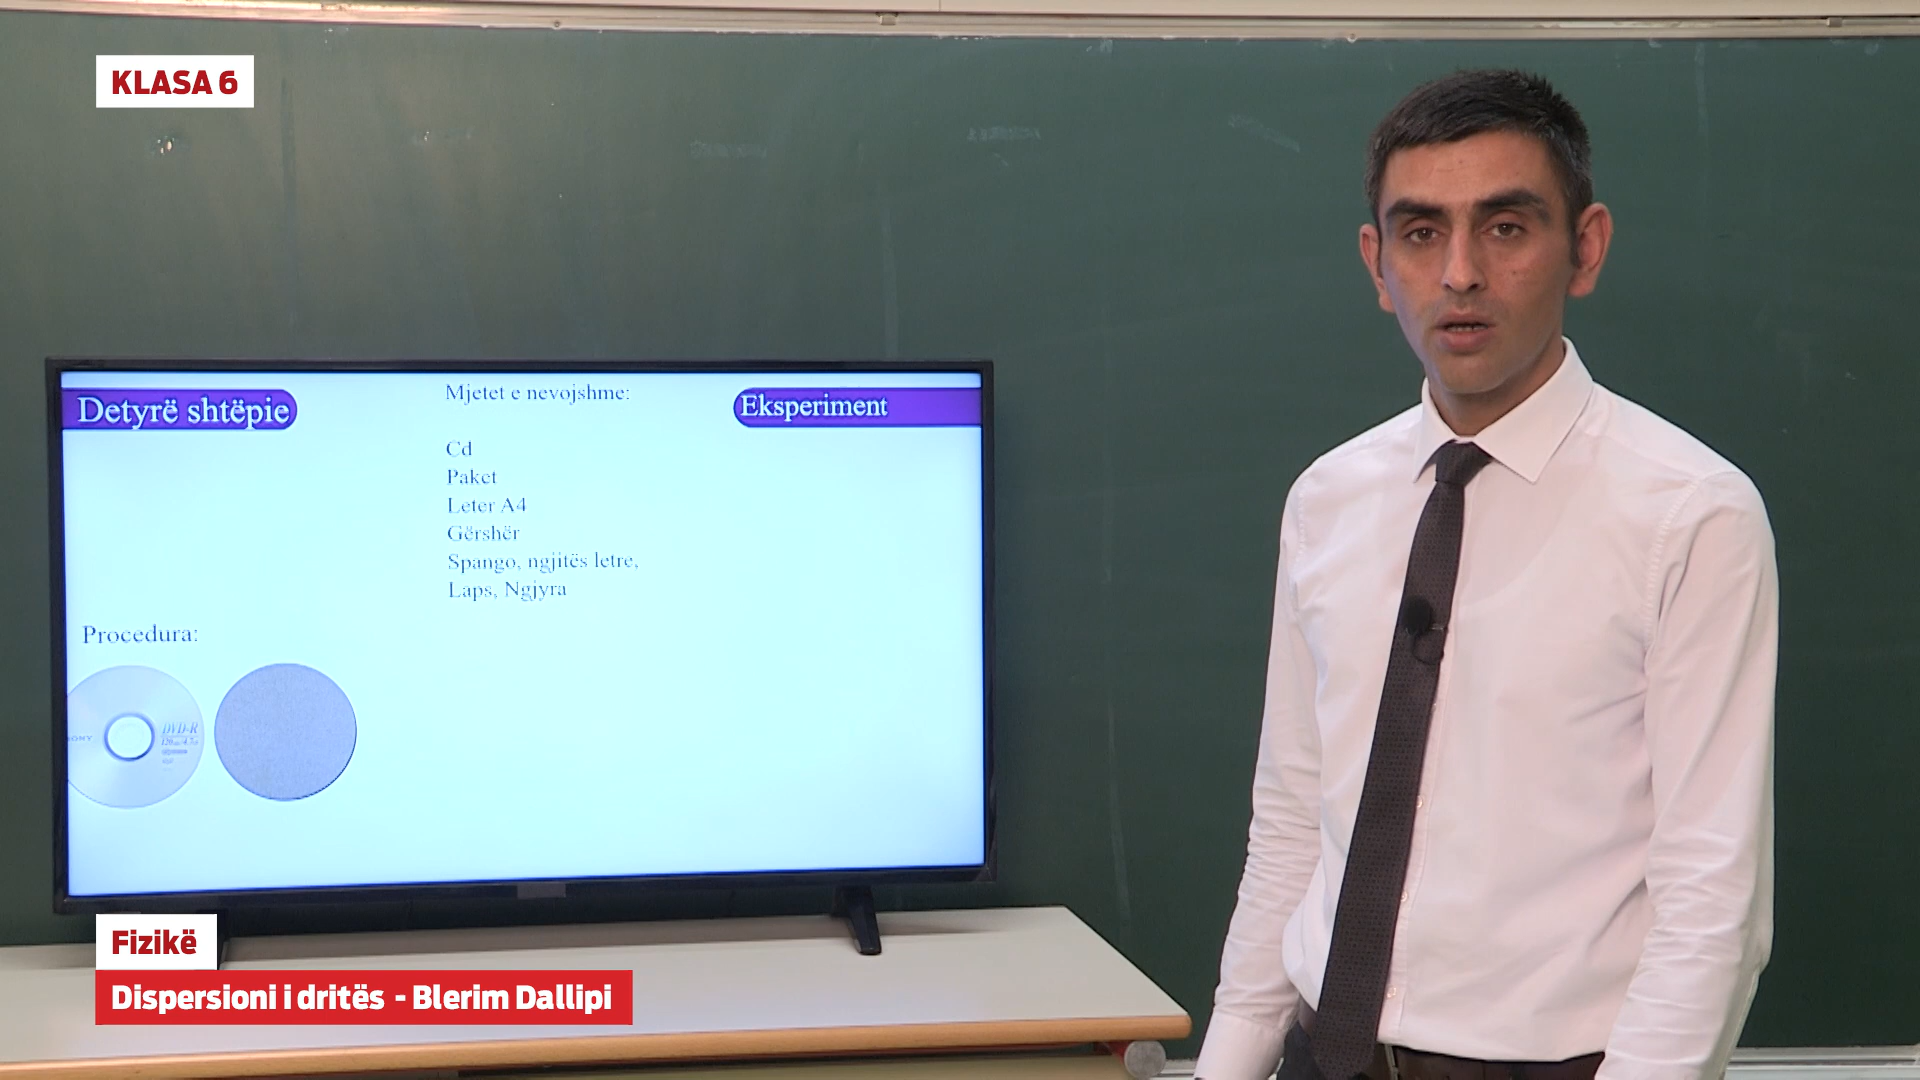 KLASA 6
Detyrë shtëpie
Mjetet e nevojshme:
Eksperiment
Cd
Paket
Leter A4
Gërshër
Spango, ngjitës letre,
Laps, Ngjyra
Procedura:
SONY
DVD-R
Fizikë
Dispersioni i dritës - Blerim Dallipi